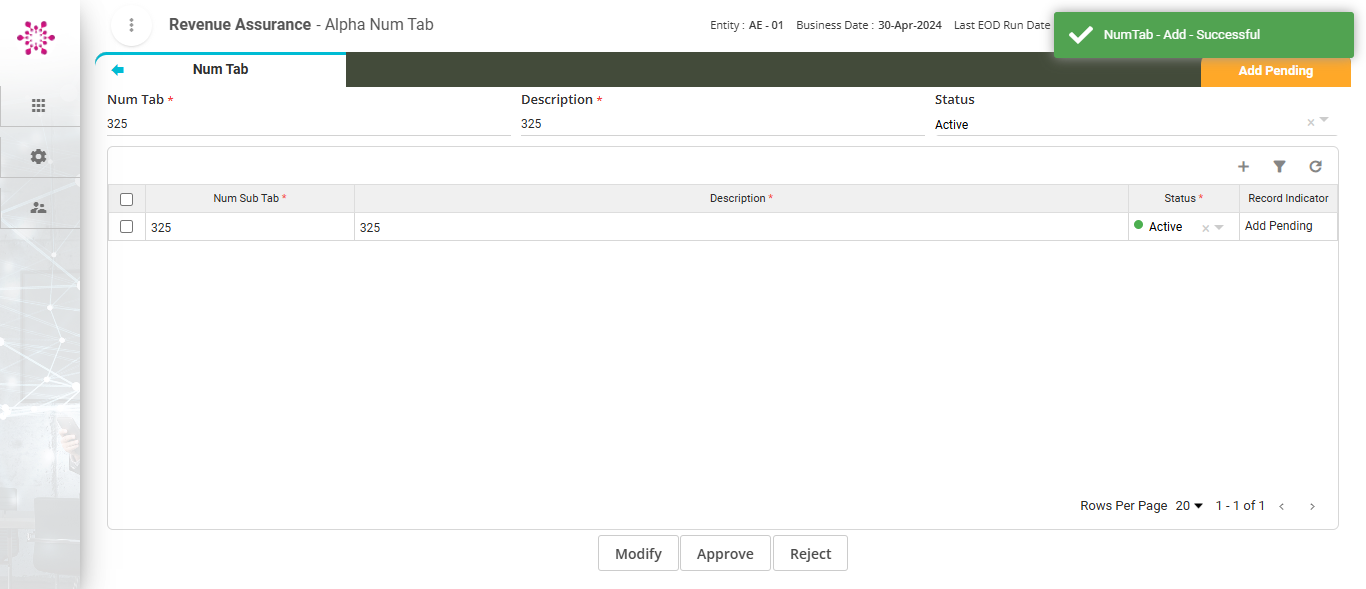 Revenue Assurance - Alpha Num Tab
Entity : AE - 01 Business Date : 30-Apr-2024 Last EOD Run Date
NumTab - Add - Successful
Num Tab
Add Pending
Num Tab * Description * Status
325 325 Active
Num Sub Tab * Description * Status * Record Indicator
325 325 Active Add Pending
Rows Per Page 20 1 - 1 of 1
Modify Approve Reject